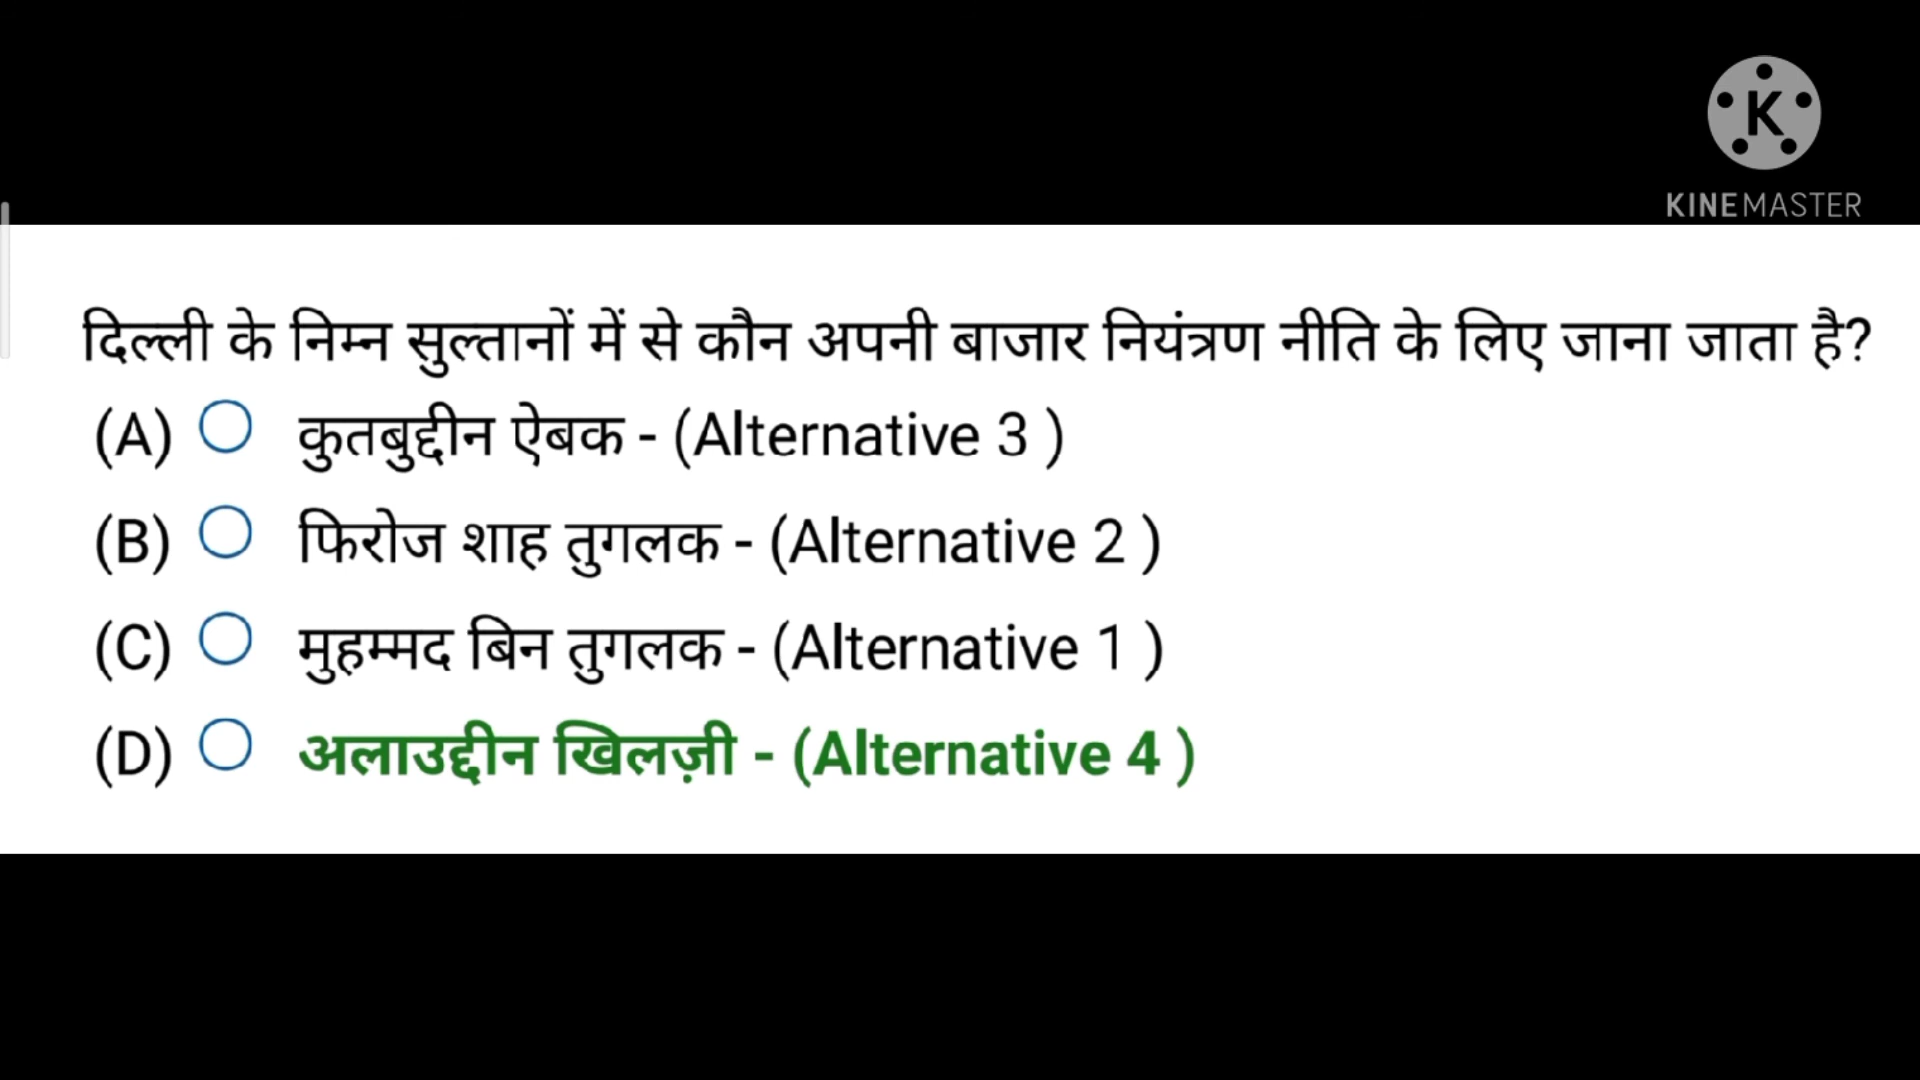 K
KINEMASTER
दिल्ली के निम्न सुल्तानों में से कौन अपनी बाजार नियंत्रण नीति के लिए जाना जाता है?
(A) कुतबुद्दीन ऐबक - (Alternative 3 )
(B) फिरोज शाह तुगलक - (Alternative 2 )
(C) मुहम्मद बिन तुगलक - (Alternative 1 )
(D) अलाउद्दीन खिलज़ी - (Alternative 4 )